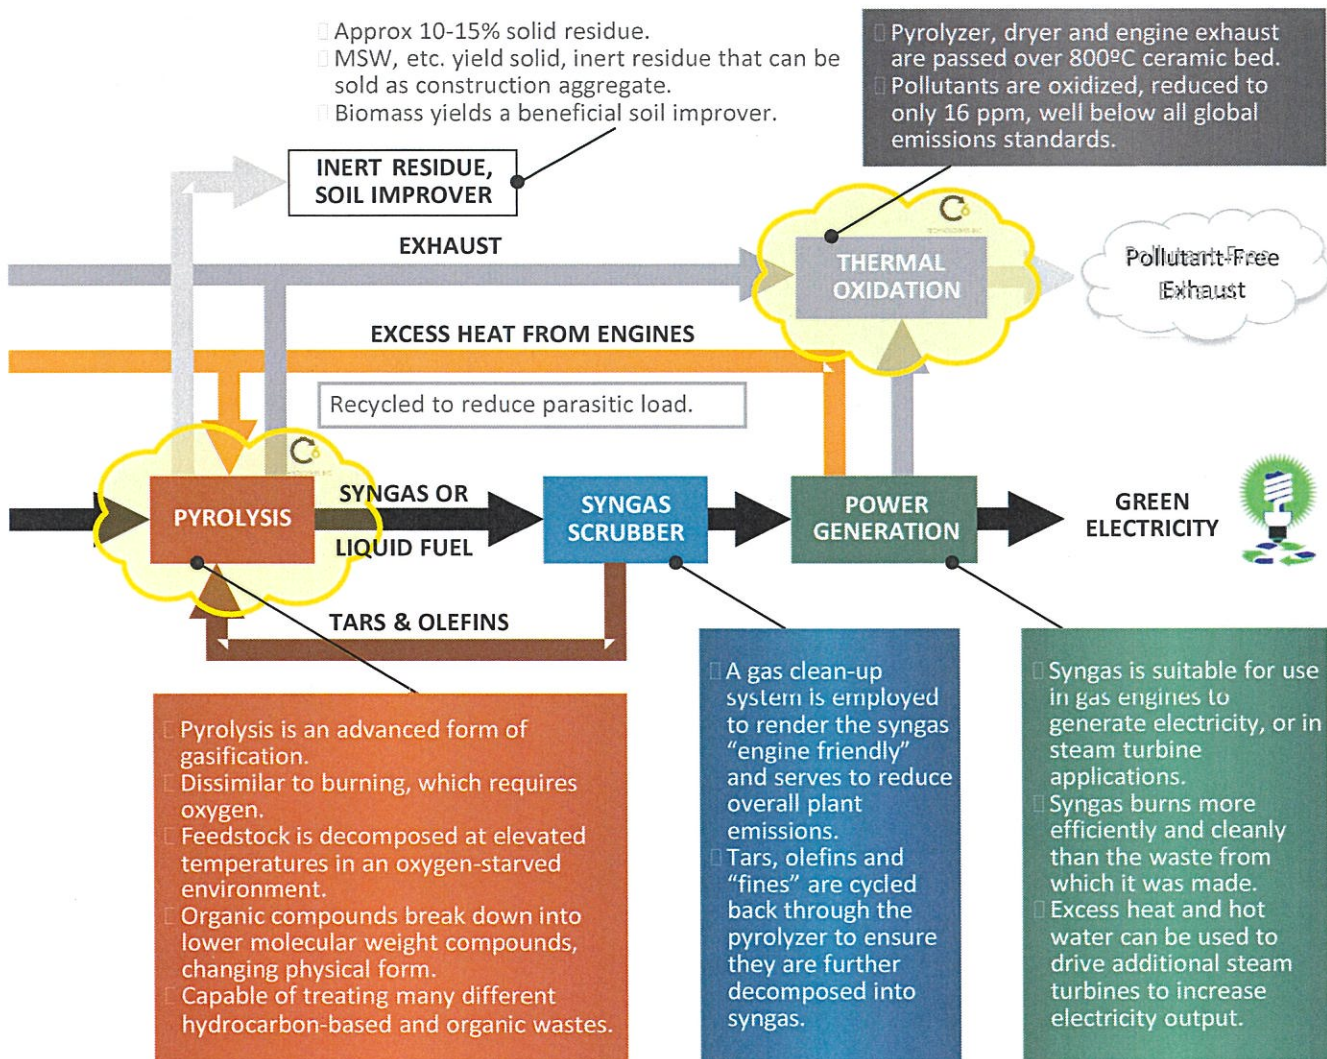 Approx 10-15% solid residue.
MSW, etc. yield solid, inert residue that can be
sold as construction aggregate.
Biomass yields a beneficial soil improver.
Pyrolyzer, dryer and engine exhaust
are passed over 800ºC ceramic bed.
Pollutants are oxidized, reduced to
only 16 ppm, well below all global
emissions standards.
INERT RESIDUE,
SOIL IMPROVER
EXHAUST
THERMAL
OXIDATION
Pollutant-Free
Exhaust
EXCESS HEAT FROM ENGINES
Recycled to reduce parasitic load.
PYROLYSIS
SYNGAS OR
LIQUID FUEL
SYNGAS
SCRUBBER
POWER
GENERATION
GREEN
ELECTRICITY
TARS & OLEFINS
Pyrolysis is an advanced form of
gasification.
Dissimilar to burning, which requires
oxygen.
Feedstock is decomposed at elevated
temperatures in an oxygen-starved
environment.
Organic compounds break down into
lower molecular weight compounds,
changing physical form.
Capable of treating many different
hydrocarbon-based and organic wastes.
A gas clean-up
system is employed
to render the syngas
“engine friendly”
and serves to reduce
overall plant
emissions.
Tars, olefins and
“fines” are cycled
back through the
pyrolyzer to ensure
they are further
decomposed into
syngas.
Syngas is suitable for use
in gas engines to
generate electricity, or in
steam turbine
applications.
Syngas burns more
efficiently and cleanly
than the waste from
which it was made.
Excess heat and hot
water can be used to
drive additional steam
turbines to increase
electricity output.